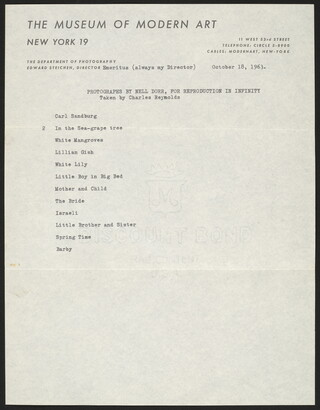 THE MUSEUM OF MODERN ART
NEW YORK 19
11 WEST 53rd STREET
TELEPHONE: CIRCLE 5-8900
CABLES: MODERNART, NEW-YORK
THE DEPARTMENT OF PHOTOGRAPHY
EDWARD STEICHEN, DIRECTOR Emeritus (always my Director) October 18, 1963.
PHOTOGRAPHS BY NELL DORR, FOR REPRODUCTION IN INFINITY
Taken by Charles Reynolds
Carl Sandburg
In the Sea-grape tree
White Mangroves
Lillian Gish
White Lily
Little Boy in Big Bed
Mother and Child
The Bride
Israeli
Little Brother and Sister
Spring Time
Barby